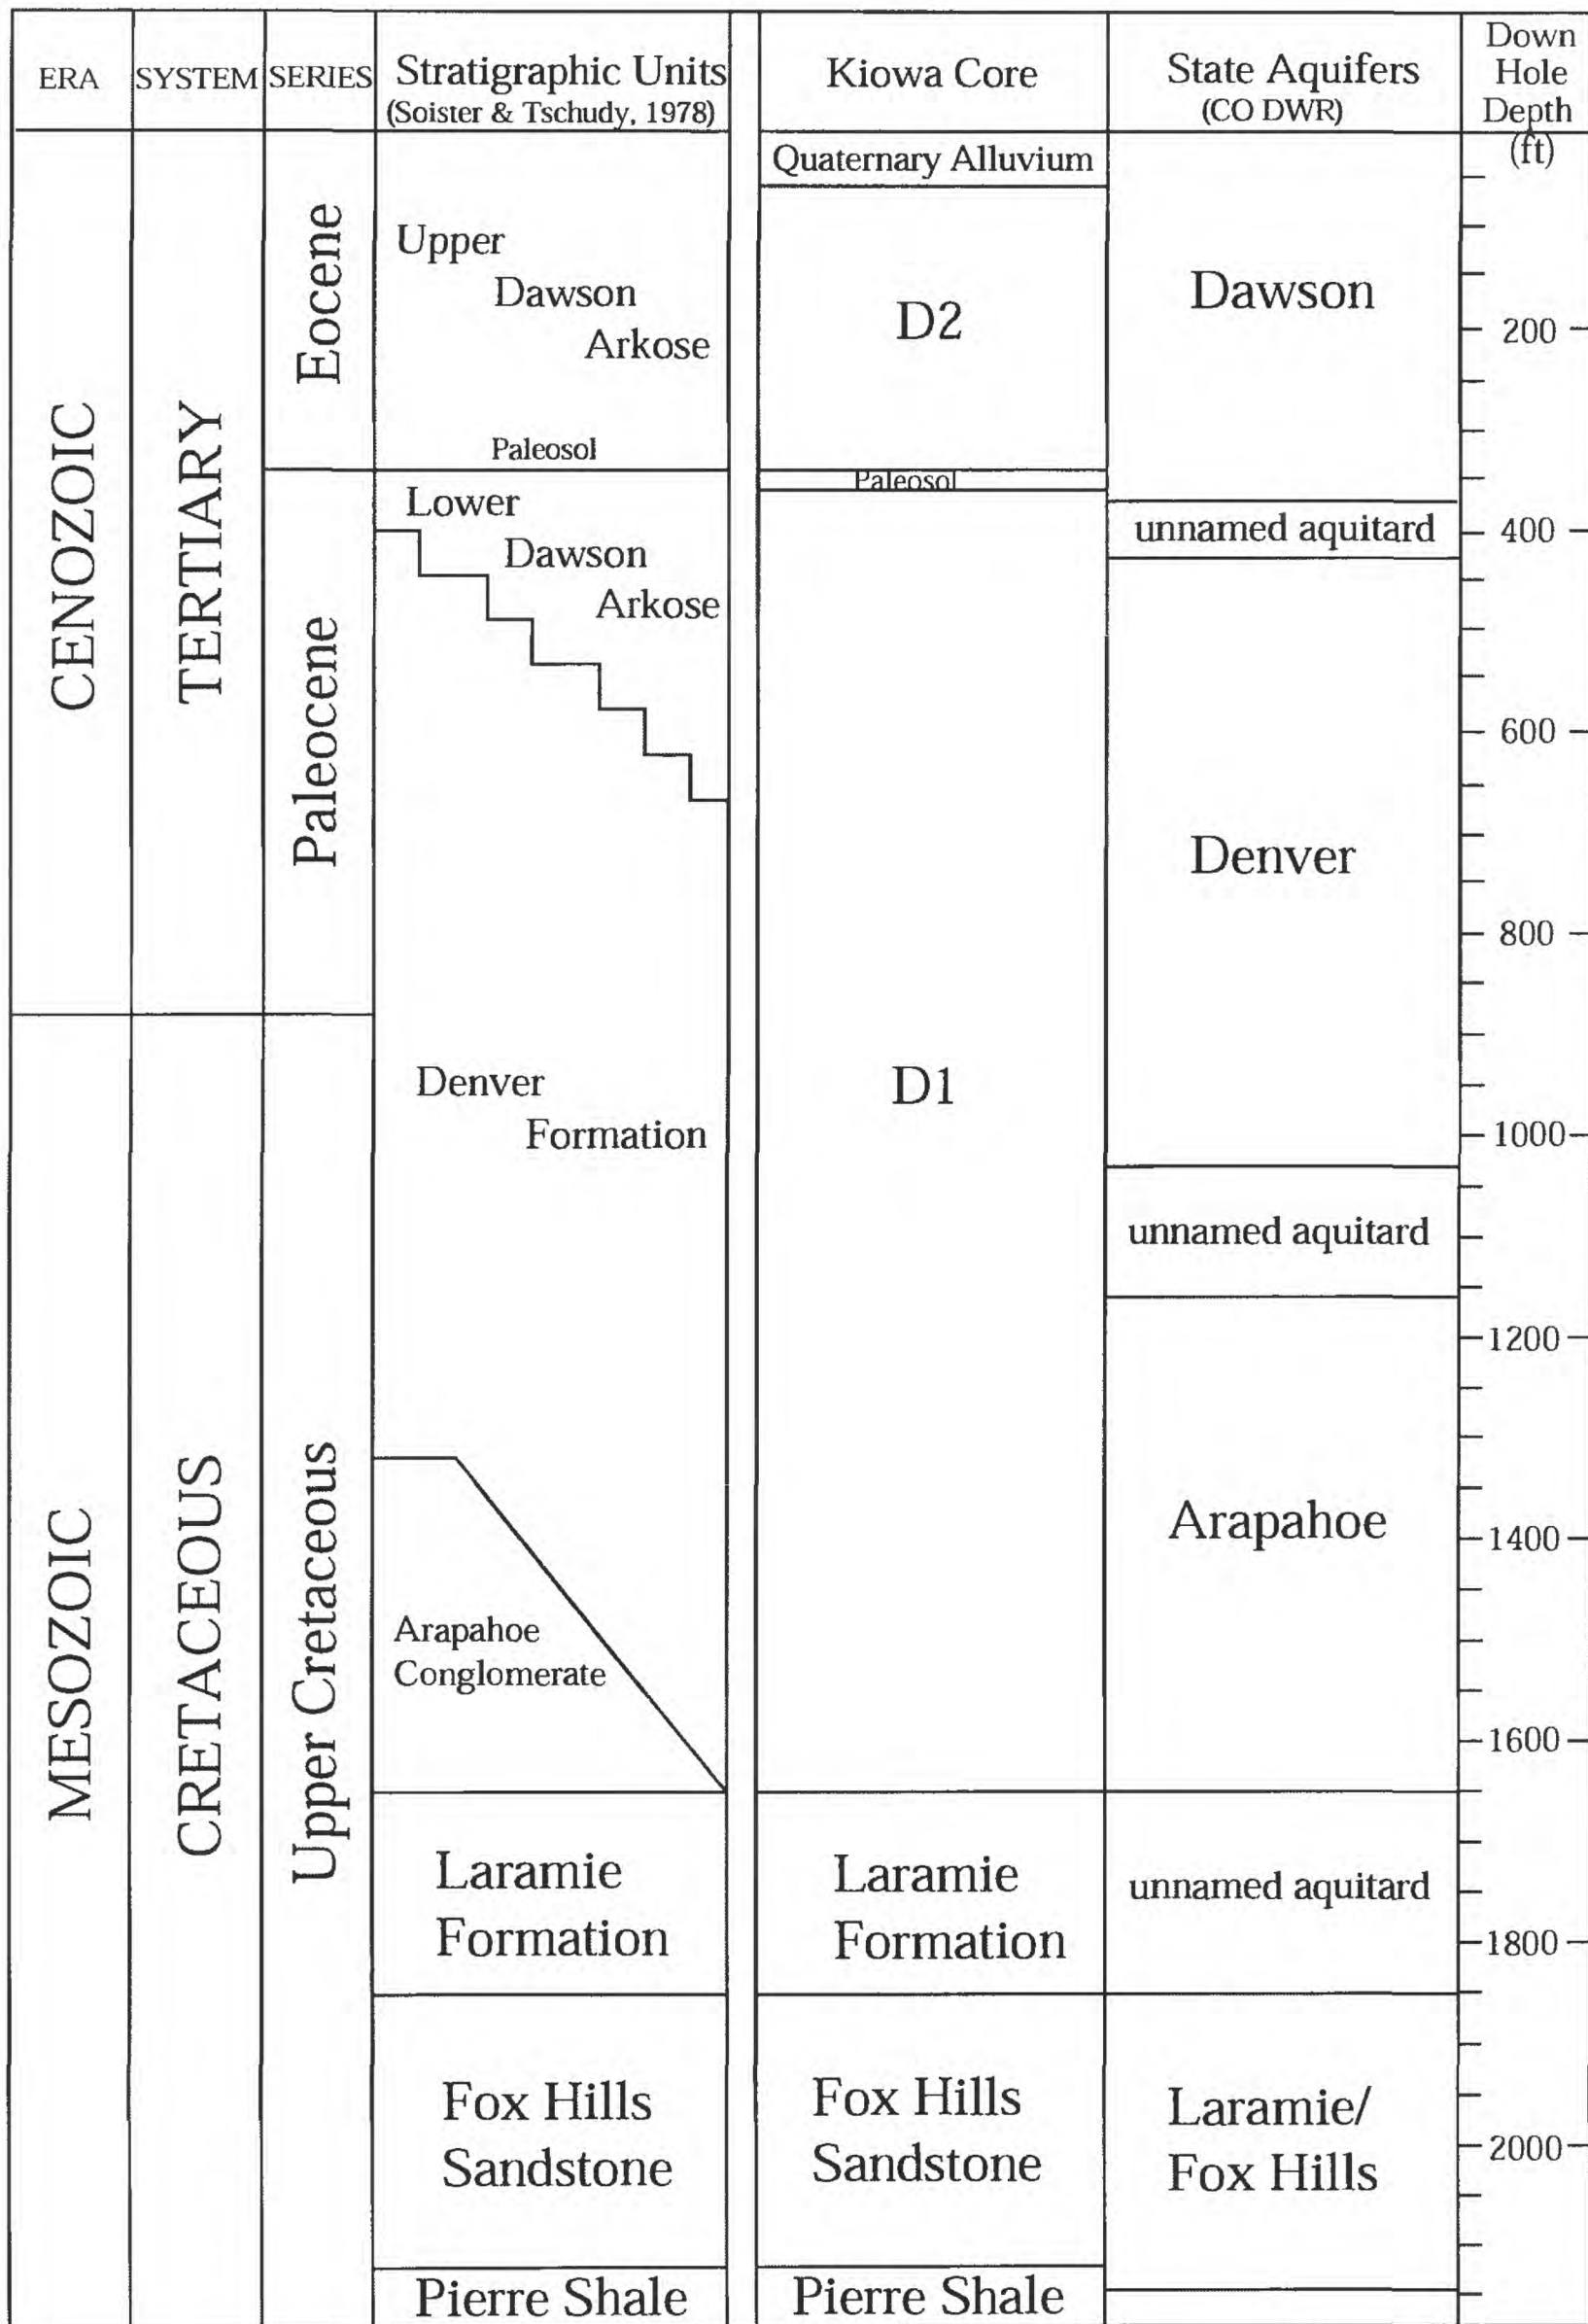 ERA
SYSTEM
SERIES
Stratigraphic Units
(Soister & Tschudy, 1978)
Kiowa Core
State Aquifers
(CO DWR)
Down
Hole
Depth
(ft)
CENOZOIC
MESOZOIC
TERTIARY
CRETACEOUS
Eocene
Paleocene
Upper Cretaceous
Upper
Dawson
Arkose
Paleosol
Lower
Dawson
Arkose
Denver
Formation
Arapahoe
Conglomerate
Laramie
Formation
Fox Hills
Sandstone
Pierre Shale
Quaternary Alluvium
D2
Paleosol
D1
Laramie
Formation
Fox Hills
Sandstone
Pierre Shale
Dawson
unnamed aquitard
Denver
unnamed aquitard
Arapahoe
unnamed aquitard
Laramie/
Fox Hills
200
400
600
800
1000
1200
1400
1600
1800
2000